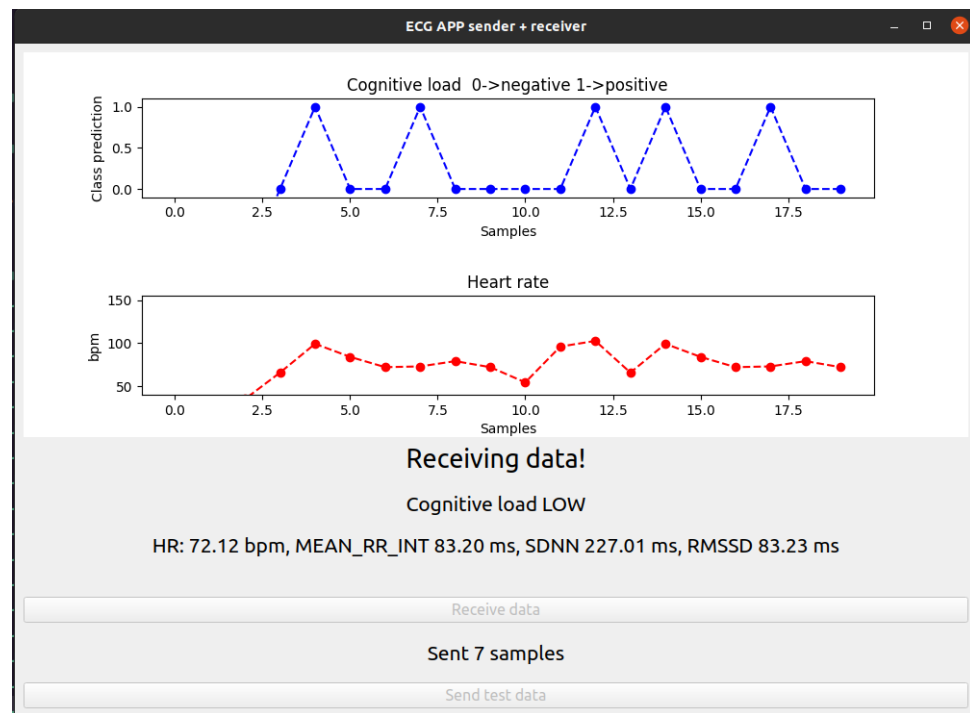 ECG APP sender + receiver
Cognitive load 0->negative 1->positive
Class prediction
1.0
0.5
0.0
0.0 2.5 5.0 7.5 10.0 12.5 15.0 17.5
Samples
Heart rate
bpm
150
100
50
0.0 2.5 5.0 7.5 10.0 12.5 15.0 17.5
Samples
Receiving data!
Cognitive load LOW
HR: 72.12 bpm, MEAN_RR_INT 83.20 ms, SDNN 227.01 ms, RMSSD 83.23 ms
Receive data
Sent 7 samples
Send test data